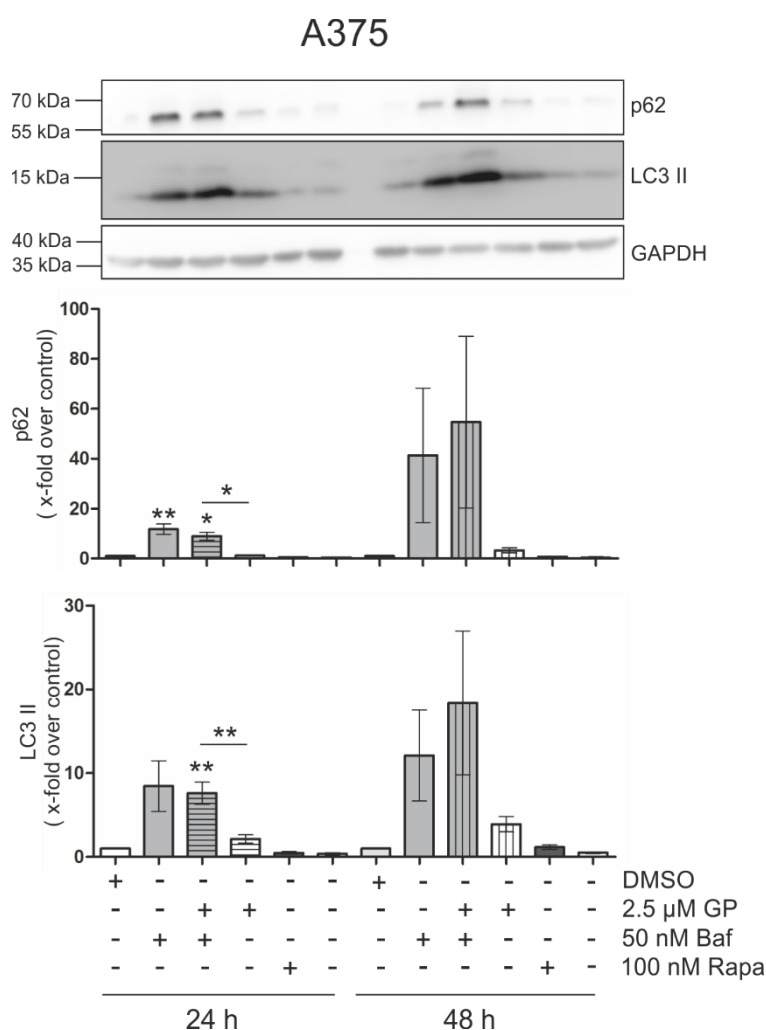 A375
70 kDa
55 kDa
p62
15 kDa
LC3 II
40 kDa
35 kDa
GAPDH
p62
( x-fold over control)
100
80
60
40
20
0
** * *
LC3 II
( x-fold over control)
30
20
10
0
** **
+ - - - - - + - - - - - DMSO
- - + + - - - - + + - - 2.5 µM GP
- + + - - - - + + - - - 50 nM Baf
- - - - + - - - - - + - 100 nM Rapa
24 h 48 h